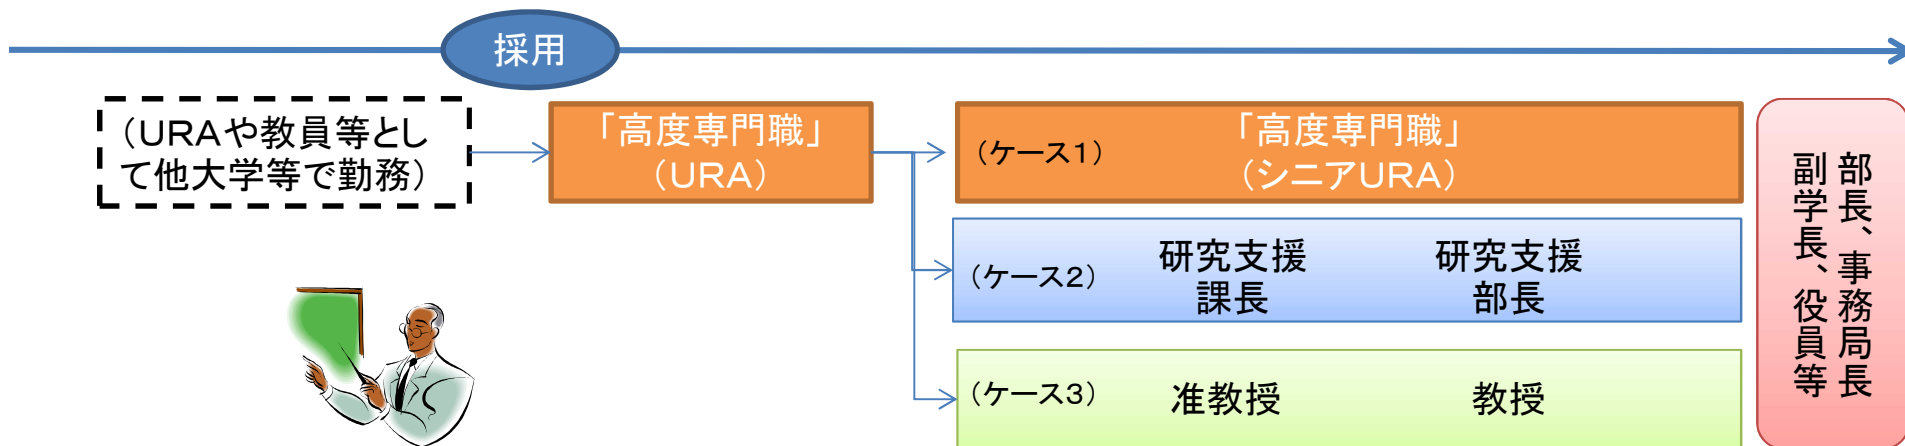 採用
（ＵＲＡや教員等とし
て他大学等で勤務）
「高度専門職」
（ＵＲＡ）
（ケース１）
「高度専門職」
（シニアＵＲＡ）
（ケース２）
研究支援
課長
研究支援
部長
（ケース３）
准教授
教授
部長、事務局長
副学長、役員等